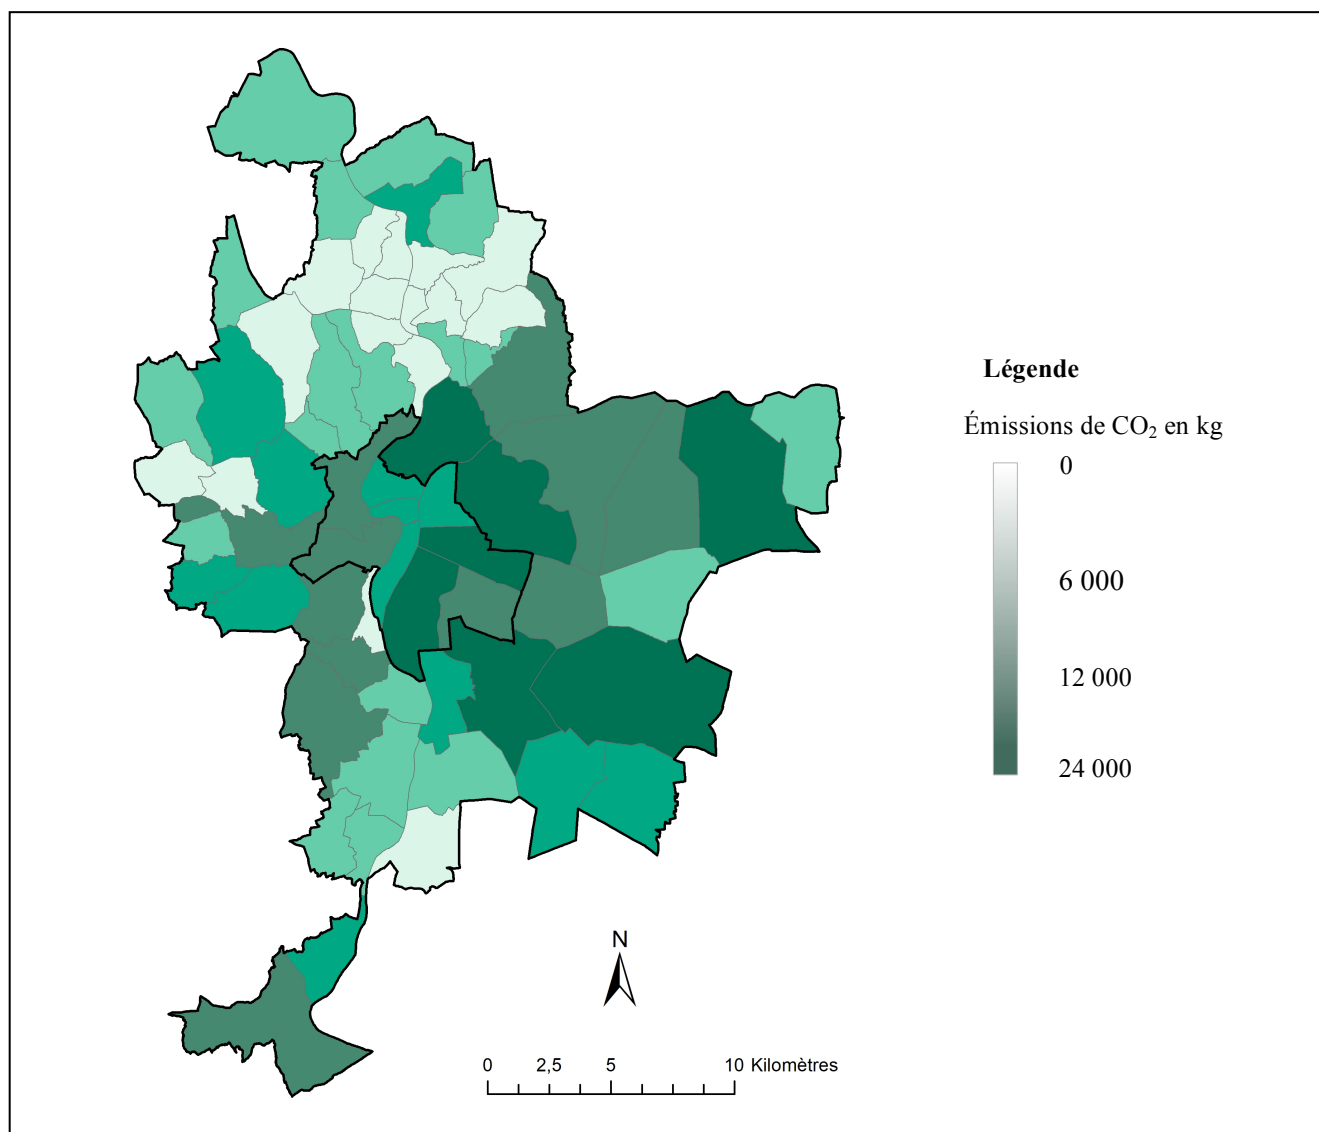 Légende
Émissions de CO₂ en kg
0
6 000
12 000
24 000
N
0 2,5 5 10 Kilomètres